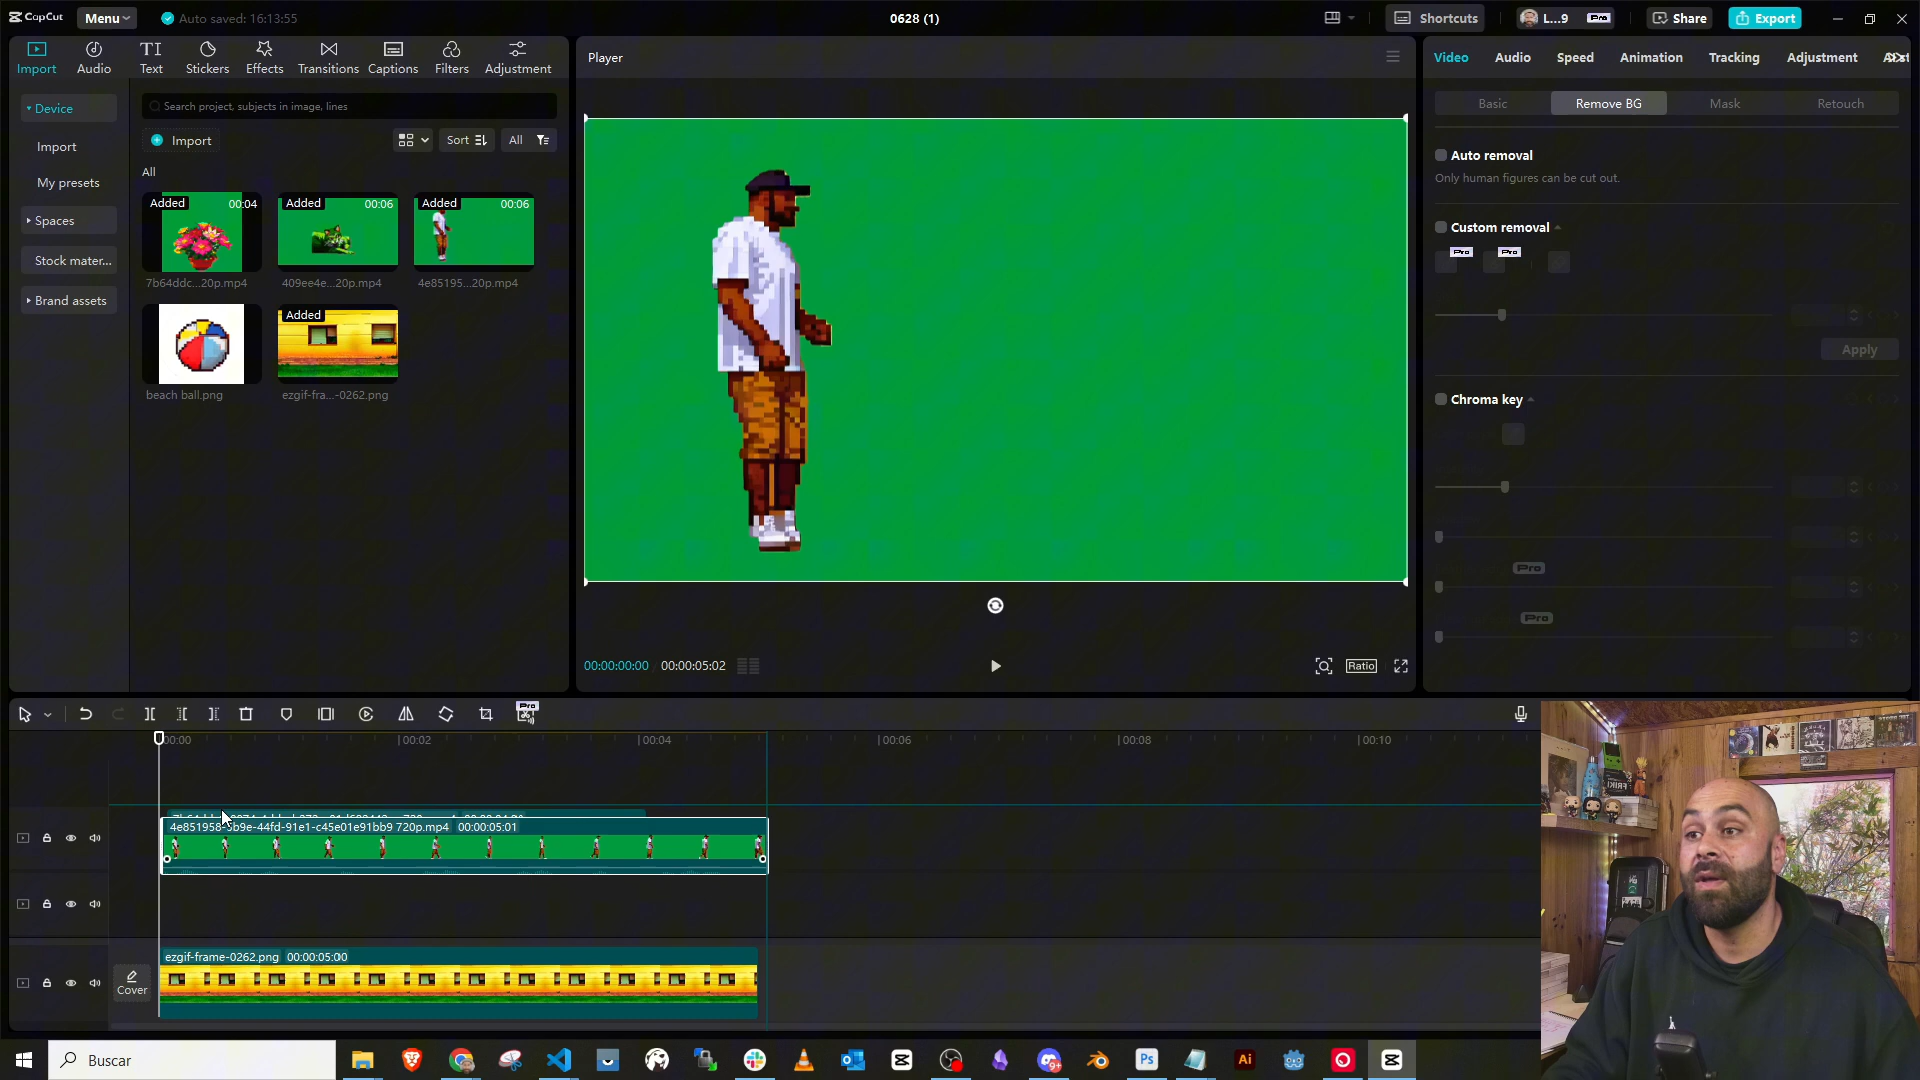 CapCut
Menu
Auto saved: 16:13:55
0628 (1)
Shortcuts
L...9
Pro
Share
Export
Import
Audio
Text
Stickers
Effects
Transitions
Captions
Filters
Adjustment
Device
Import
My presets
Spaces
Stock mater...
Brand assets
Search project, subjects in image, lines
Import
Sort
All
All
Added
00:04
Added
00:06
Added
00:06
7b64ddc...20p.mp4
409ee4e...20p.mp4
4e85195...20p.mp4
Added
beach ball.png
ezgif-fra...-0262.png
Player
00:00:00:00
00:00:05:02
Ratio
Video
Audio
Speed
Animation
Tracking
Adjustment
Basic
Remove BG
Mask
Retouch
Auto removal
Only human figures can be cut out.
Custom removal
Pro
Pro
Apply
Chroma key
Pro
Pro
Pro
00:00
00:02
00:04
00:06
00:08
00:10
4e851958-5b9e-44fd-91e1-c45e01e91bb9 720p.mp4 00:00:05:01
Cover
ezgif-frame-0262.png 00:00:05:00
Buscar
9+
Ps
Ai